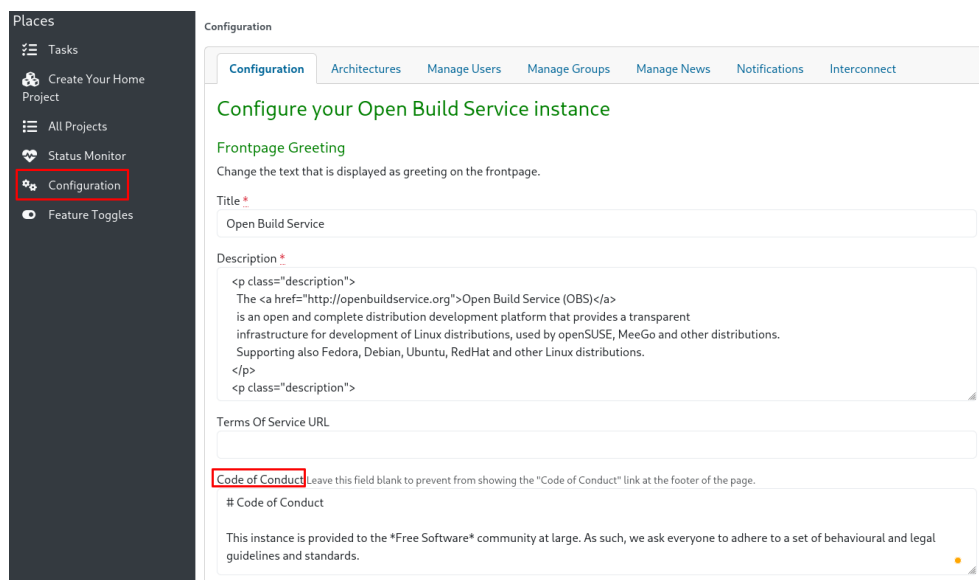 Places
Tasks
Create Your Home
Project
All Projects
Status Monitor
Configuration
Feature Toggles
Configuration
Configuration Architectures Manage Users Manage Groups Manage News Notifications Interconnect
Configure your Open Build Service instance
Frontpage Greeting
Change the text that is displayed as greeting on the frontpage.
Title *
Open Build Service
Description *
<p class="description">
The <a href="http://openbuildservice.org">Open Build Service (OBS)</a>
is an open and complete distribution development platform that provides a transparent
infrastructure for development of Linux distributions, used by openSUSE, MeeGo and other distributions.
Supporting also Fedora, Debian, Ubuntu, RedHat and other Linux distributions.
</p>
<p class="description">
Terms Of Service URL
Code of Conduct Leave this field blank to prevent from showing the "Code of Conduct" link at the footer of the page.
# Code of Conduct
This instance is provided to the *Free Software* community at large. As such, we ask everyone to adhere to a set of behavioural and legal
guidelines and standards.